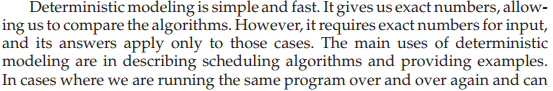 Deterministic modeling is simple and fast. It gives us exact numbers, allow-
ing us to compare the algorithms. However, it requires exact numbers for input,
and its answers apply only to those cases. The main uses of deterministic
modeling are in describing scheduling algorithms and providing examples.
In cases where we are running the same program over and over again and can